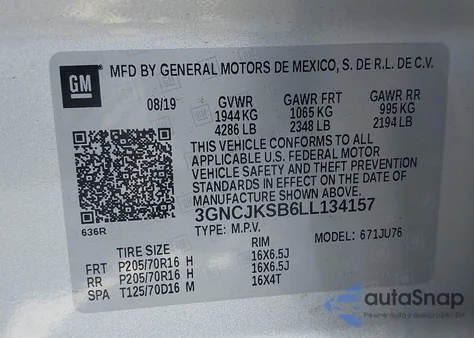 GM
MFD BY GENERAL MOTORS DE MEXICO, S. DE R.L. DE C.V.
08/19 GVWR GAWR FRT GAWR RR
1944 KG 1065 KG 995 KG
4286 LB 2348 LB 2194 LB
THIS VEHICLE CONFORMS TO ALL
APPLICABLE U.S. FEDERAL MOTOR
VEHICLE SAFETY AND THEFT PREVENTION
STANDARDS IN EFFECT ON THE DATE OF
MANUFACTURE SHOWN ABOVE.
3GNCJKSB6LL134157
636R TYPE: M.P.V. MODEL: 671JU76
TIRE SIZE RIM
FRT P205/70R16 H 16X6.5J
RR P205/70R16 H 16X6.5J
SPA T125/70D16 M 16X4T
autaSnap